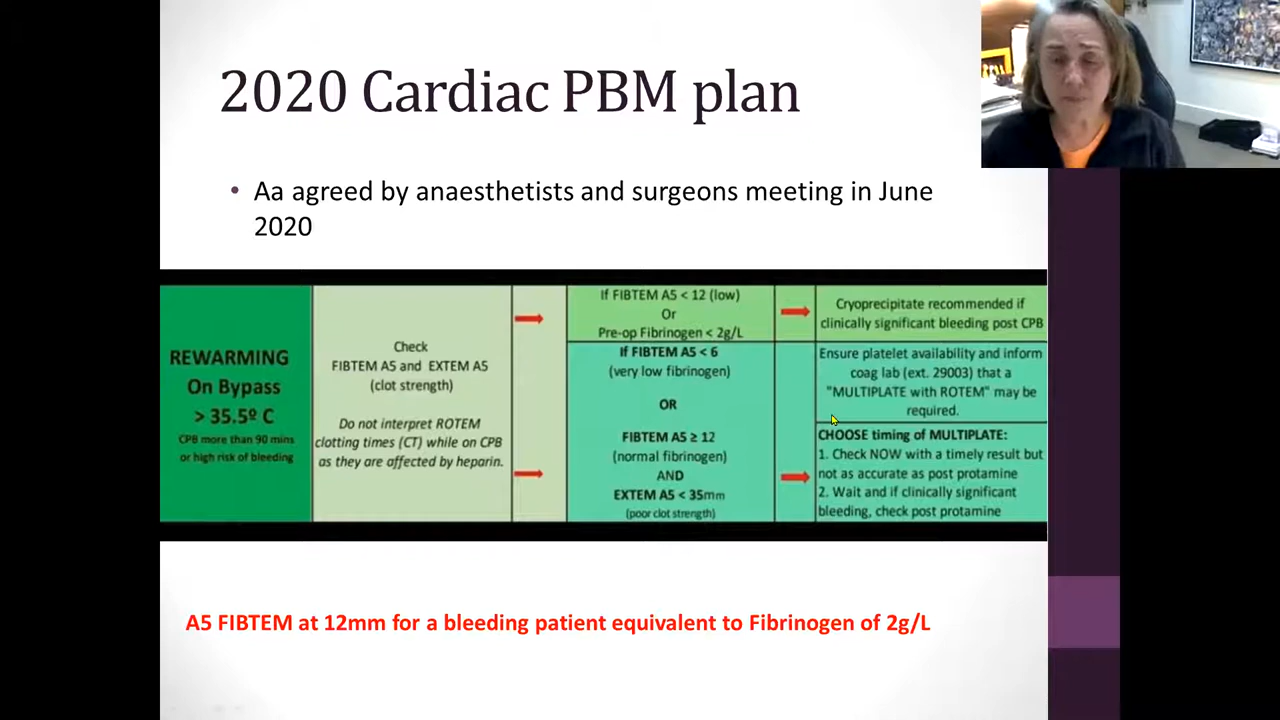 2020 Cardiac PBM plan
• Aa agreed by anaesthetists and surgeons meeting in June
2020
REWARMING
On Bypass
> 35.5º C
CPB more than 90 mins
or high risk of bleeding
Check
FIBTEM A5 and EXTEM A5
(clot strength)
Do not interpret ROTEM
clotting times (CT) while on CPB
as they are affected by heparin.
If FIBTEM A5 < 12 (low)
Or
Pre-op Fibrinogen < 2g/L
Cryoprecipitate recommended if
clinically significant bleeding post CPB
If FIBTEM A5 < 6
(very low fibrinogen)
OR
FIBTEM A5 ≥ 12
(normal fibrinogen)
AND
EXTEM A5 < 35mm
(poor clot strength)
Ensure platelet availability and inform
coag lab (ext. 29003) that a
"MULTIPLATE with ROTEM" may be
required.
CHOOSE timing of MULTIPLATE:
1. Check NOW with a timely result but
not as accurate as post protamine
2. Wait and if clinically significant
bleeding, check post protamine
A5 FIBTEM at 12mm for a bleeding patient equivalent to Fibrinogen of 2g/L